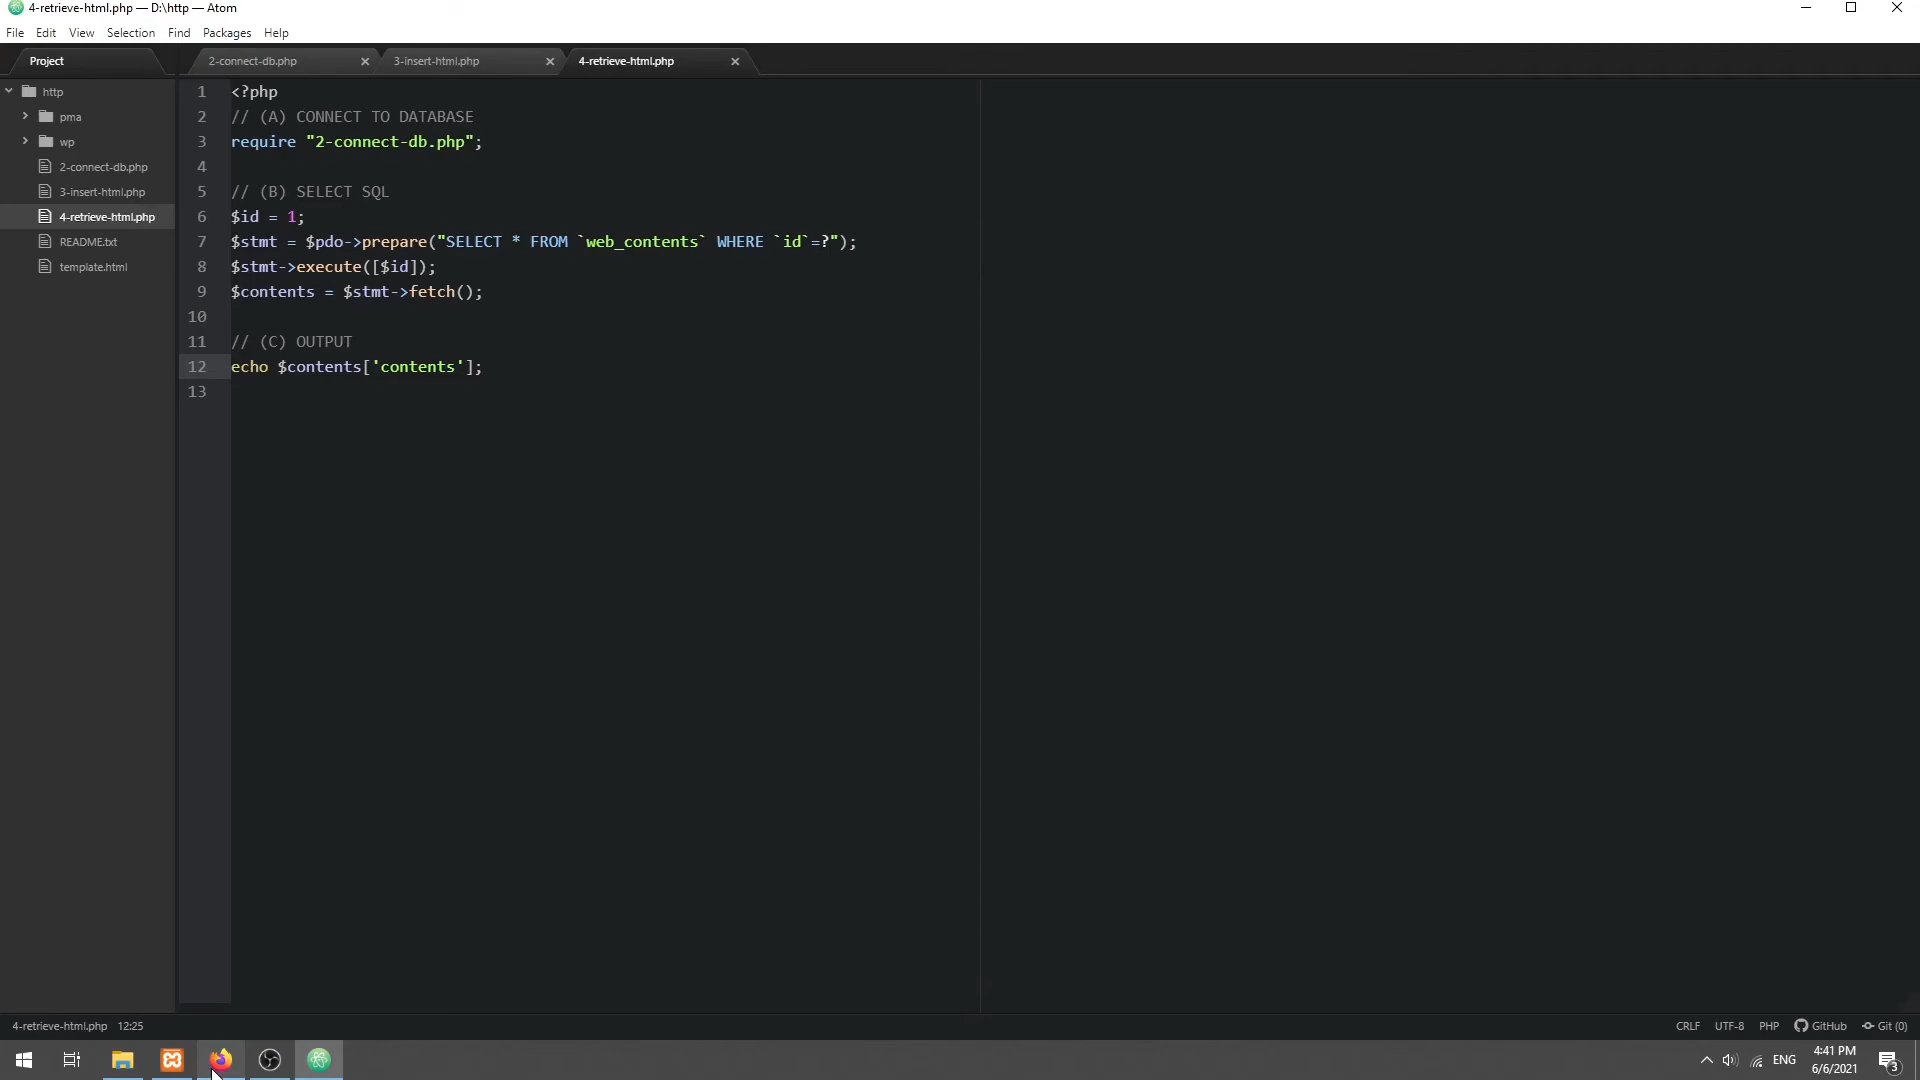 4-retrieve-html.php — D:\http — Atom
File Edit View Selection Find Packages Help
Project
2-connect-db.php
3-insert-html.php
4-retrieve-html.php
http
pma
wp
2-connect-db.php
3-insert-html.php
4-retrieve-html.php
README.txt
template.html
1 <?php
2 // (A) CONNECT TO DATABASE
3 require "2-connect-db.php";
4
5 // (B) SELECT SQL
6 $id = 1;
7 $stmt = $pdo->prepare("SELECT * FROM `web_contents` WHERE `id`=?");
8 $stmt->execute([$id]);
9 $contents = $stmt->fetch();
10
11 // (C) OUTPUT
12 echo $contents['contents'];
13
4-retrieve-html.php 12:25
CRLF UTF-8 PHP GitHub Git (0)
ENG
4:41 PM
6/6/2021
3